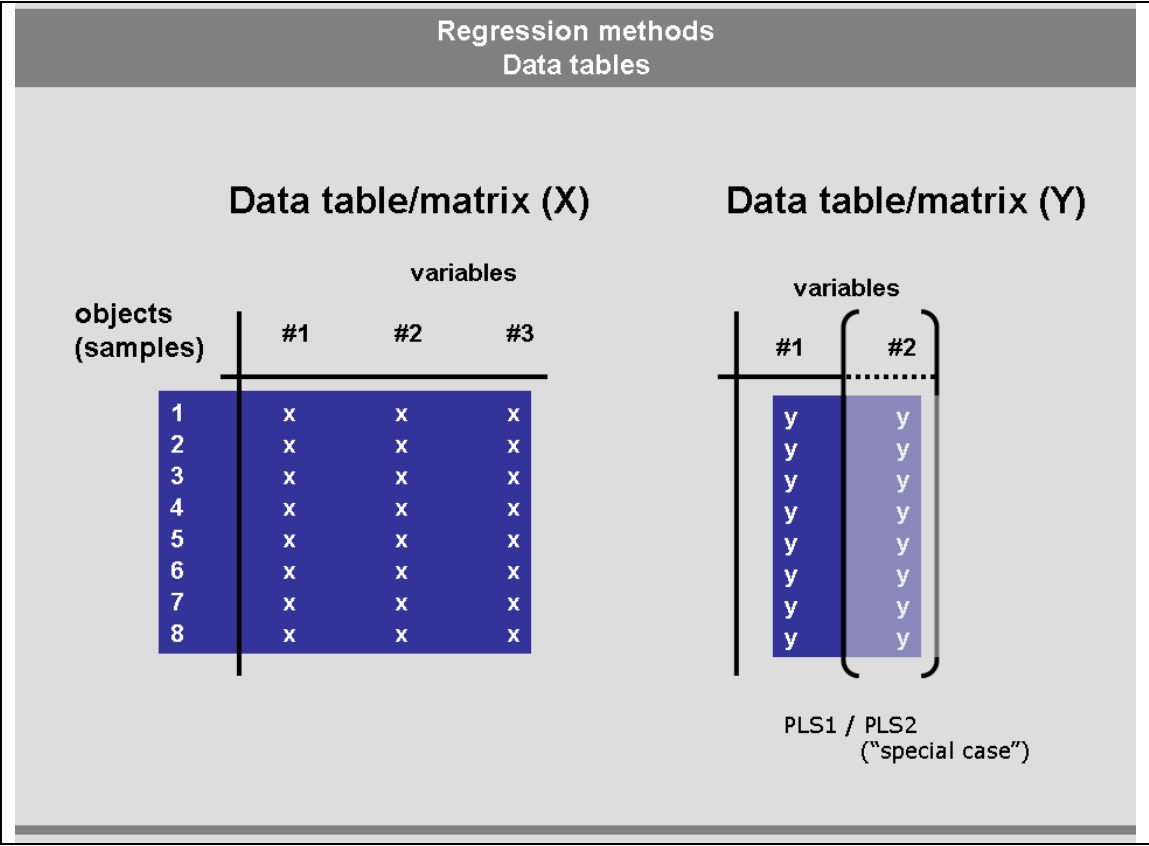 Regression methods
Data tables
Data table/matrix (X)
variables
objects
(samples)
#1 #2 #3
1 x x x
2 x x x
3 x x x
4 x x x
5 x x x
6 x x x
7 x x x
8 x x x
Data table/matrix (Y)
variables
#1 #2
y y
y y
y y
y y
y y
y y
y y
y y
PLS1 / PLS2
(“special case”)